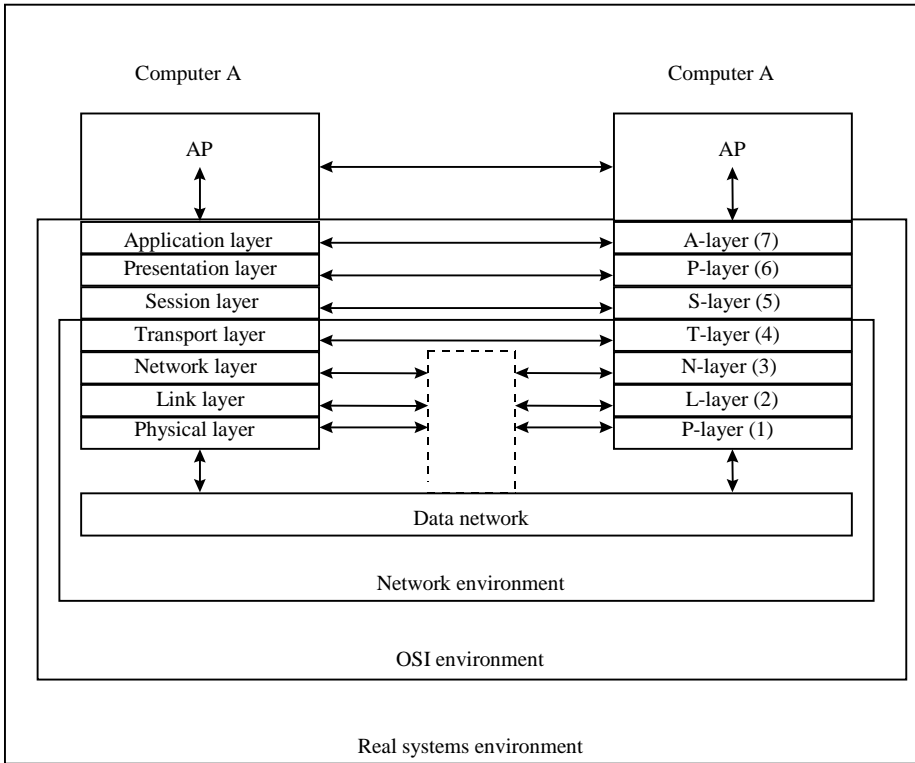 Computer A
Computer A
AP
AP
Application layer
A-layer (7)
Presentation layer
P-layer (6)
Session layer
S-layer (5)
Transport layer
T-layer (4)
Network layer
N-layer (3)
Link layer
L-layer (2)
Physical layer
P-layer (1)
Data network
Network environment
OSI environment
Real systems environment